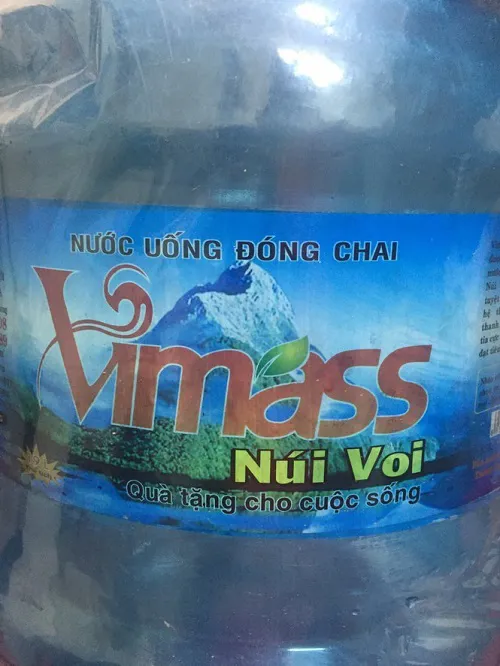 NƯỚC UỐNG ĐÓNG CHAI
Vimass
Núi Voi
Quà tặng cho cuộc sống